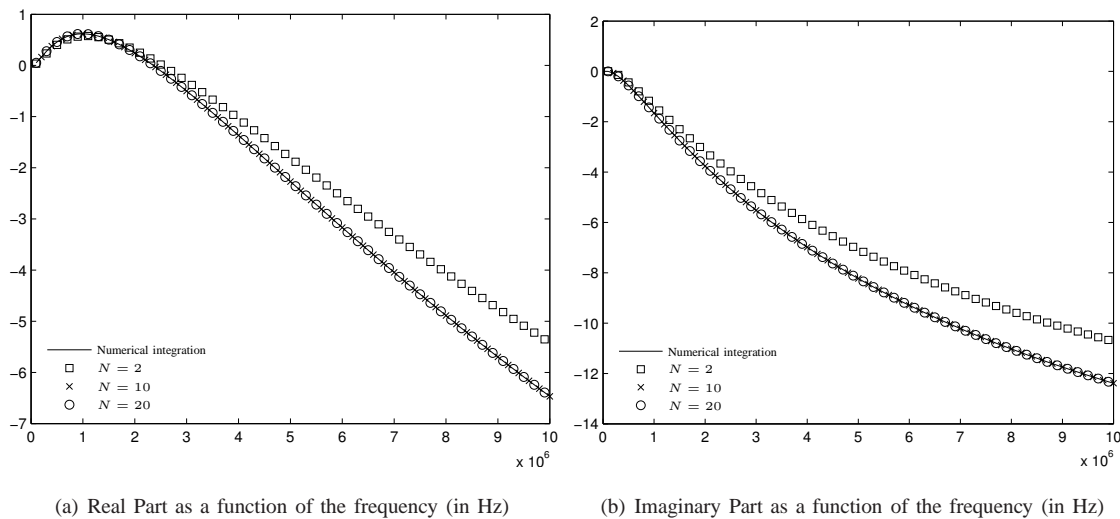 1
0
−1
−2
−3
−4
−5
−6
−7
Numerical integration
N = 2
N = 10
N = 20
0 1 2 3 4 5 6 7 8 9 10
x 10^6
(a) Real Part as a function of the frequency (in Hz)
2
0
−2
−4
−6
−8
−10
−12
−14
Numerical integration
N = 2
N = 10
N = 20
0 1 2 3 4 5 6 7 8 9 10
x 10^6
(b) Imaginary Part as a function of the frequency (in Hz)